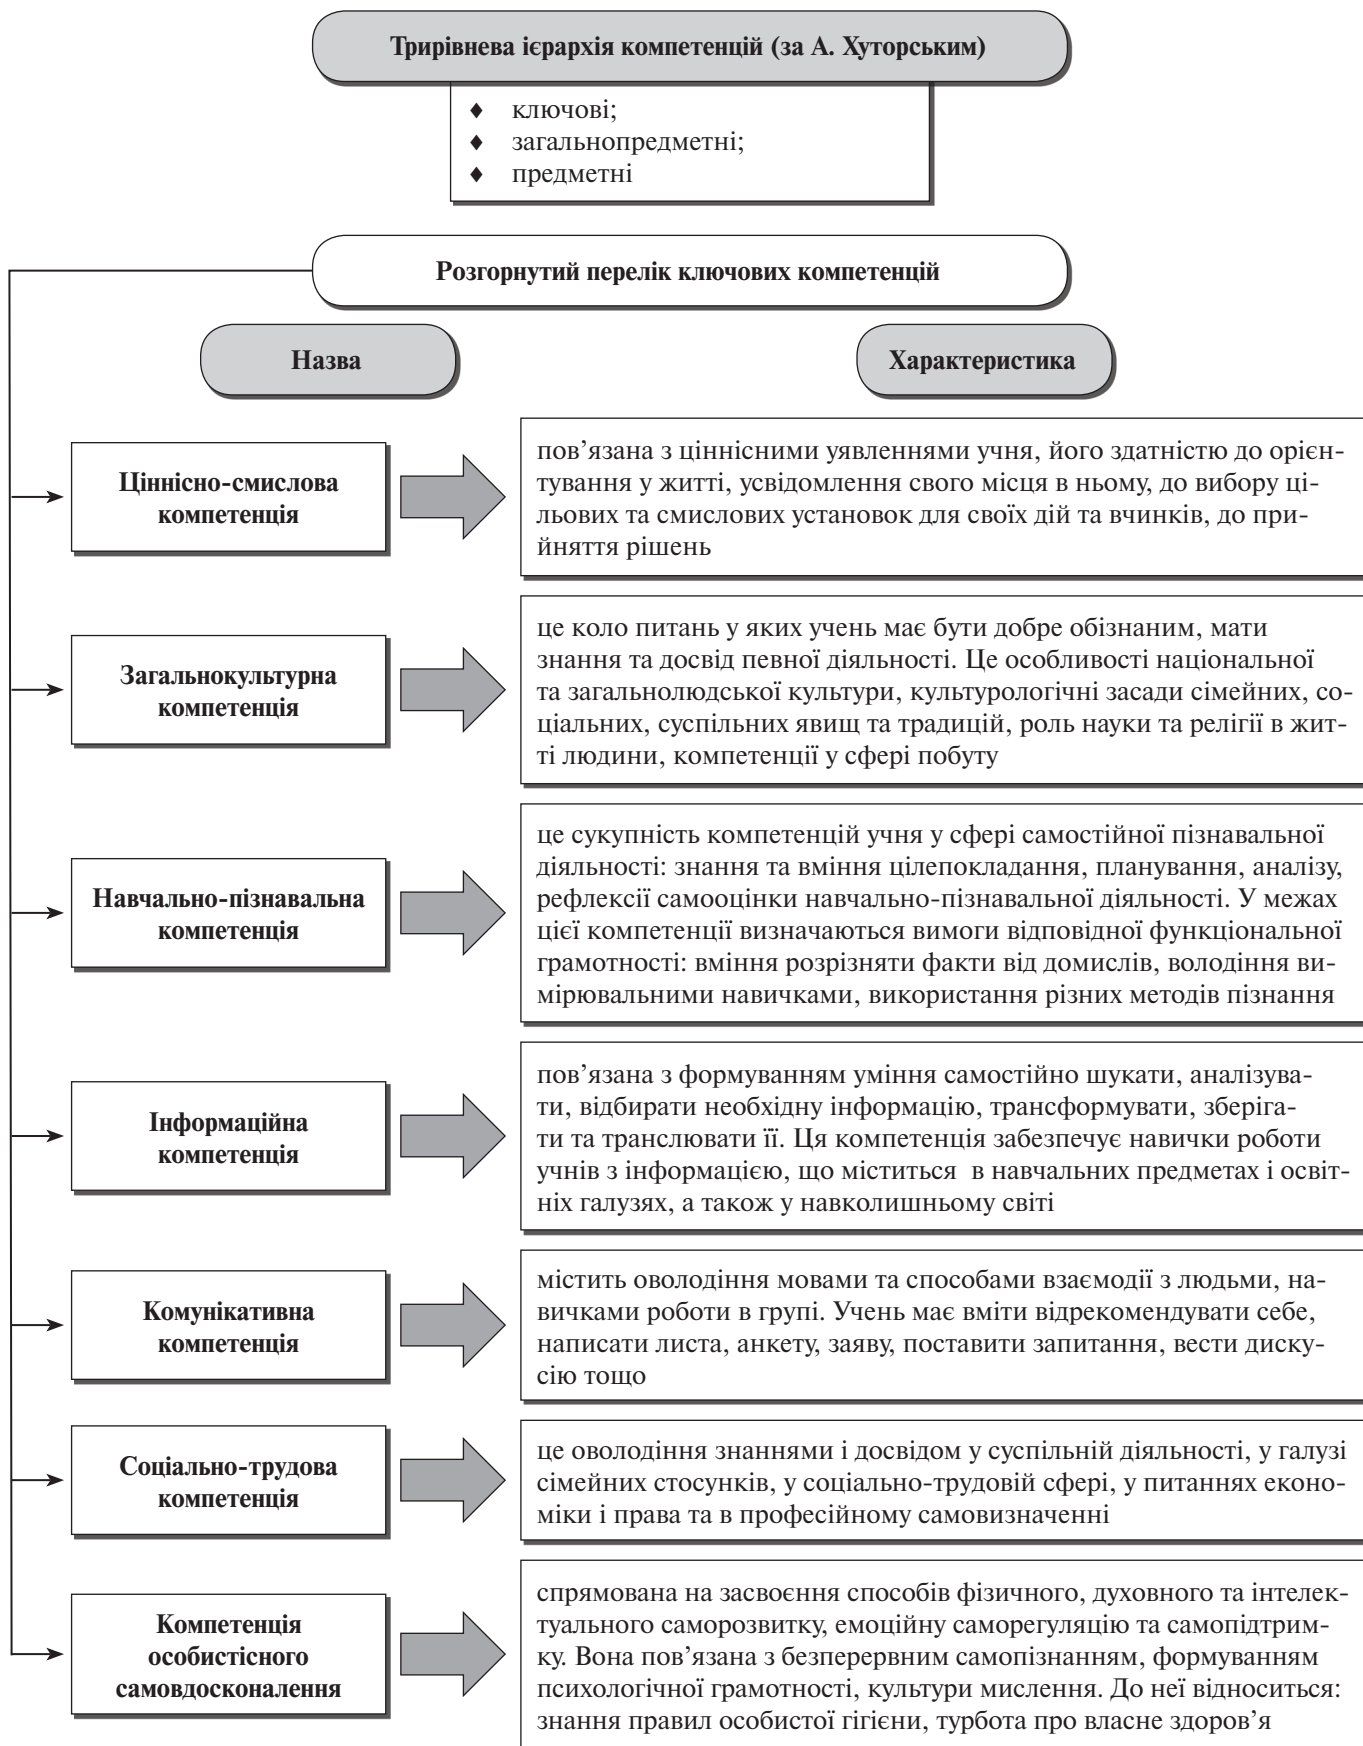 Трирівнева ієрархія компетенцій (за А. Хуторським)
♦ ключові;
♦ загальнопредметні;
♦ предметні
Розгорнутий перелік ключових компетенцій
Назва
Характеристика
Ціннісно-смислова
компетенція
пов’язана з ціннісними уявленнями учня, його здатністю до орієн-
тування у житті, усвідомлення свого місця в ньому, до вибору ці-
льових та смислових установок для своїх дій та вчинків, до при-
йняття рішень
Загальнокультурна
компетенція
це коло питань у яких учень має бути добре обізнаним, мати
знання та досвід певної діяльності. Це особливості національної
та загальнолюдської культури, культурологічні засади сімейних, со-
ціальних, суспільних явищ та традицій, роль науки та релігії в жит-
ті людини, компетенції у сфері побуту
Навчально-пізнавальна
компетенція
це сукупність компетенцій учня у сфері самостійної пізнавальної
діяльності: знання та вміння цілепокладання, планування, аналізу,
рефлексії самооцінки навчально-пізнавальної діяльності. У межах
цієї компетенції визначаються вимоги відповідної функціональної
грамотності: вміння розрізняти факти від домислів, володіння ви-
мірювальними навичками, використання різних методів пізнання
Інформаційна
компетенція
пов’язана з формуванням уміння самостійно шукати, аналізува-
ти, відбирати необхідну інформацію, трансформувати, зберіга-
ти та транслювати її. Ця компетенція забезпечує навички роботи
учнів з інформацією, що міститься в навчальних предметах і освіт-
ніх галузях, а також у навколишньому світі
Комунікативна
компетенція
містить оволодіння мовами та способами взаємодії з людьми, на-
вичками роботи в групі. Учень має вміти відрекомендувати себе,
написати листа, анкету, заяву, поставити запитання, вести диску-
сію тощо
Соціально-трудова
компетенція
це оволодіння знаннями і досвідом у суспільній діяльності, у галузі
сімейних стосунків, у соціально-трудовій сфері, у питаннях еконо-
міки і права та в професійному самовизначенні
Компетенція
особистісного
самовдосконалення
спрямована на засвоєння способів фізичного, духовного та інтелек-
туального саморозвитку, емоційну саморегуляцію та самопідтрим-
ку. Вона пов’язана з безперервним самопізнанням, формуванням
психологічної грамотності, культури мислення. До неї відноситься:
знання правил особистої гігієни, турбота про власне здоров’я